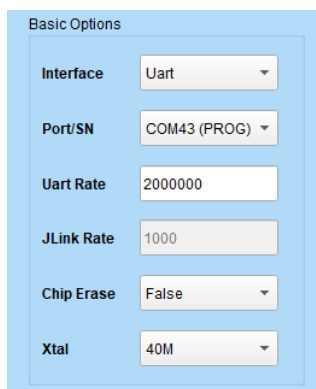 Basic Options
Interface Uart
Port/SN COM43 (PROG)
Uart Rate 2000000
JLink Rate 1000
Chip Erase False
Xtal 40M